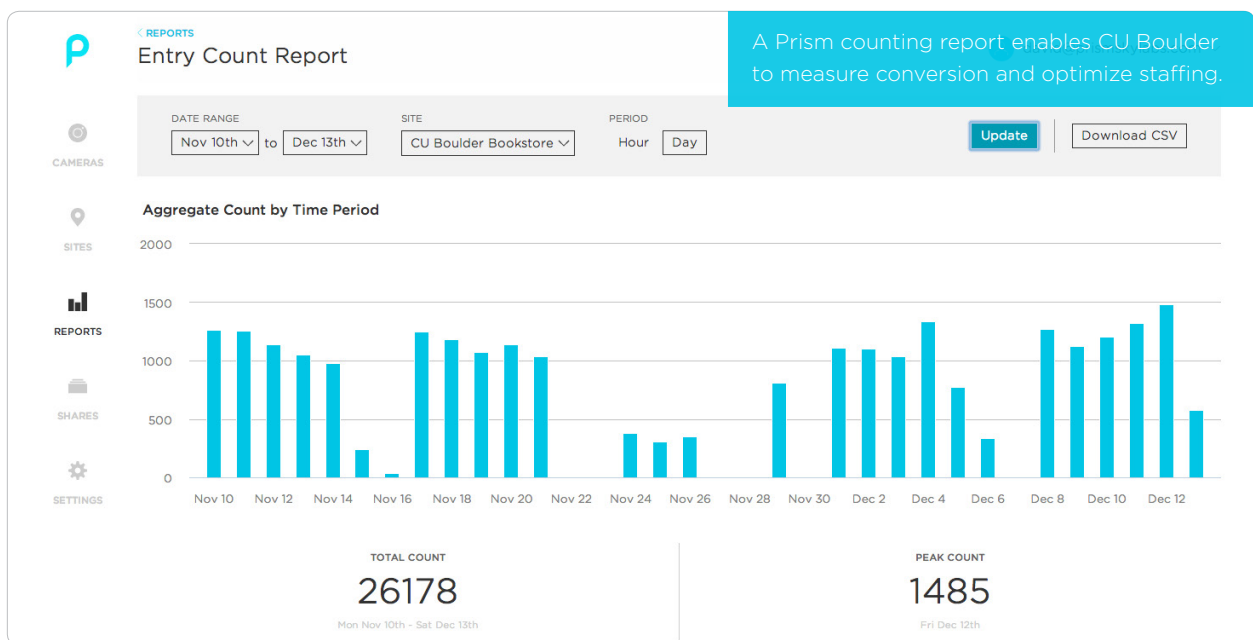 REPORTS
Entry Count Report
A Prism counting report enables CU Boulder
to measure conversion and optimize staffing.
DATE RANGE
SITE
PERIOD
Nov 10th to Dec 13th
CU Boulder Bookstore
Hour Day
Update
Download CSV
CAMERAS
SITES
REPORTS
SHARES
SETTINGS
Aggregate Count by Time Period
2000
1500
1000
500
0
Nov 10 Nov 12 Nov 14 Nov 16 Nov 18 Nov 20 Nov 22 Nov 24 Nov 26 Nov 28 Nov 30 Dec 2 Dec 4 Dec 6 Dec 8 Dec 10 Dec 12
TOTAL COUNT
26178
Mon Nov 10th - Sat Dec 13th
PEAK COUNT
1485
Fri Dec 12th